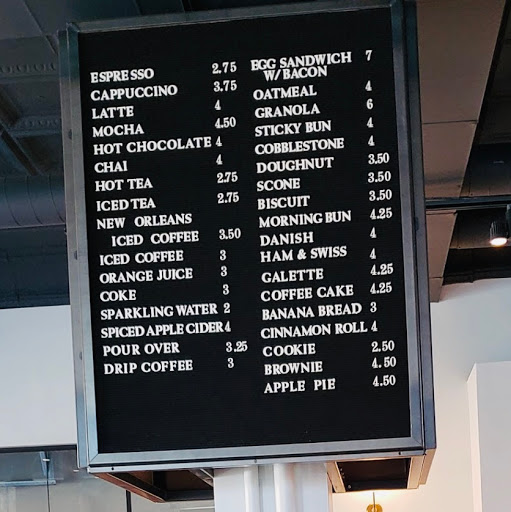 ESPRESSO 2.75
CAPPUCCINO 3.75
LATTE 4
MOCHA 4.50
HOT CHOCOLATE 4
CHAI 4
HOT TEA 2.75
ICED TEA 2.75
NEW ORLEANS
ICED COFFEE 3.50
ICED COFFEE 3
ORANGE JUICE 3
COKE 3
SPARKLING WATER 2
SPICED APPLE CIDER 4
POUR OVER 3.25
DRIP COFFEE 3
EGG SANDWICH 7
W/BACON
OATMEAL 4
GRANOLA 6
STICKY BUN 4
COBBLESTONE 4
DOUGHNUT 3.50
SCONE 3.50
BISCUIT 3.50
MORNING BUN 4.25
DANISH 4
HAM & SWISS 4
GALETTE 4.25
COFFEE CAKE 4.25
BANANA BREAD 3
CINNAMON ROLL 4
COOKIE 2.50
BROWNIE 4.50
APPLE PIE 4.50